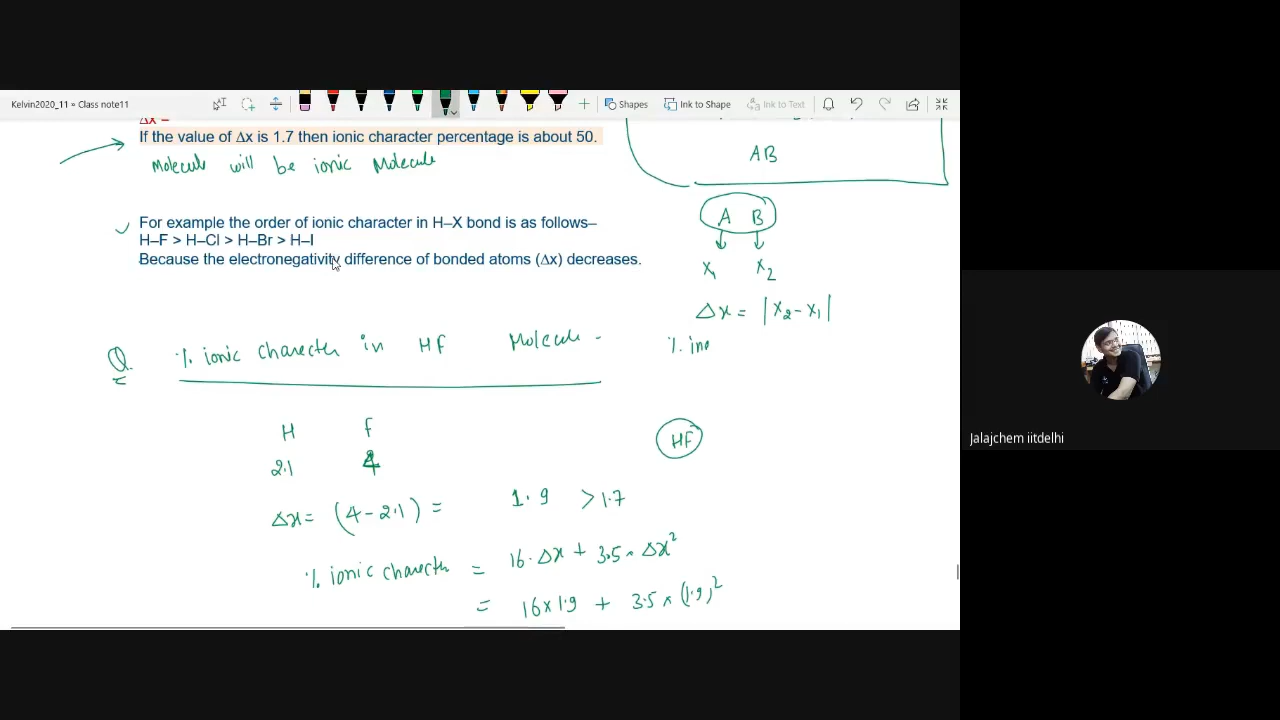 Kelvin2020_11 » Class note11
Shapes
Ink to Shape
Ink to Text
Δx =
If the value of Δx is 1.7 then ionic character percentage is about 50.
Molecule will be ionic Molecule
AB
A B
x1 x2
Δx = |x2 - x1|
% ino
For example the order of ionic character in H–X bond is as follows–
H–F > H–Cl > H–Br > H–I
Because the electronegativity difference of bonded atoms (Δx) decreases.
Q. % ionic character in HF Molecule -
H F
2.1 4
HF
Δx = (4 - 2.1) = 1.9 > 1.7
% ionic character = 16·Δx + 3.5 × Δx²
= 16 × 1.9 + 3.5 × (1.9)²
Jalajchem iitdelhi